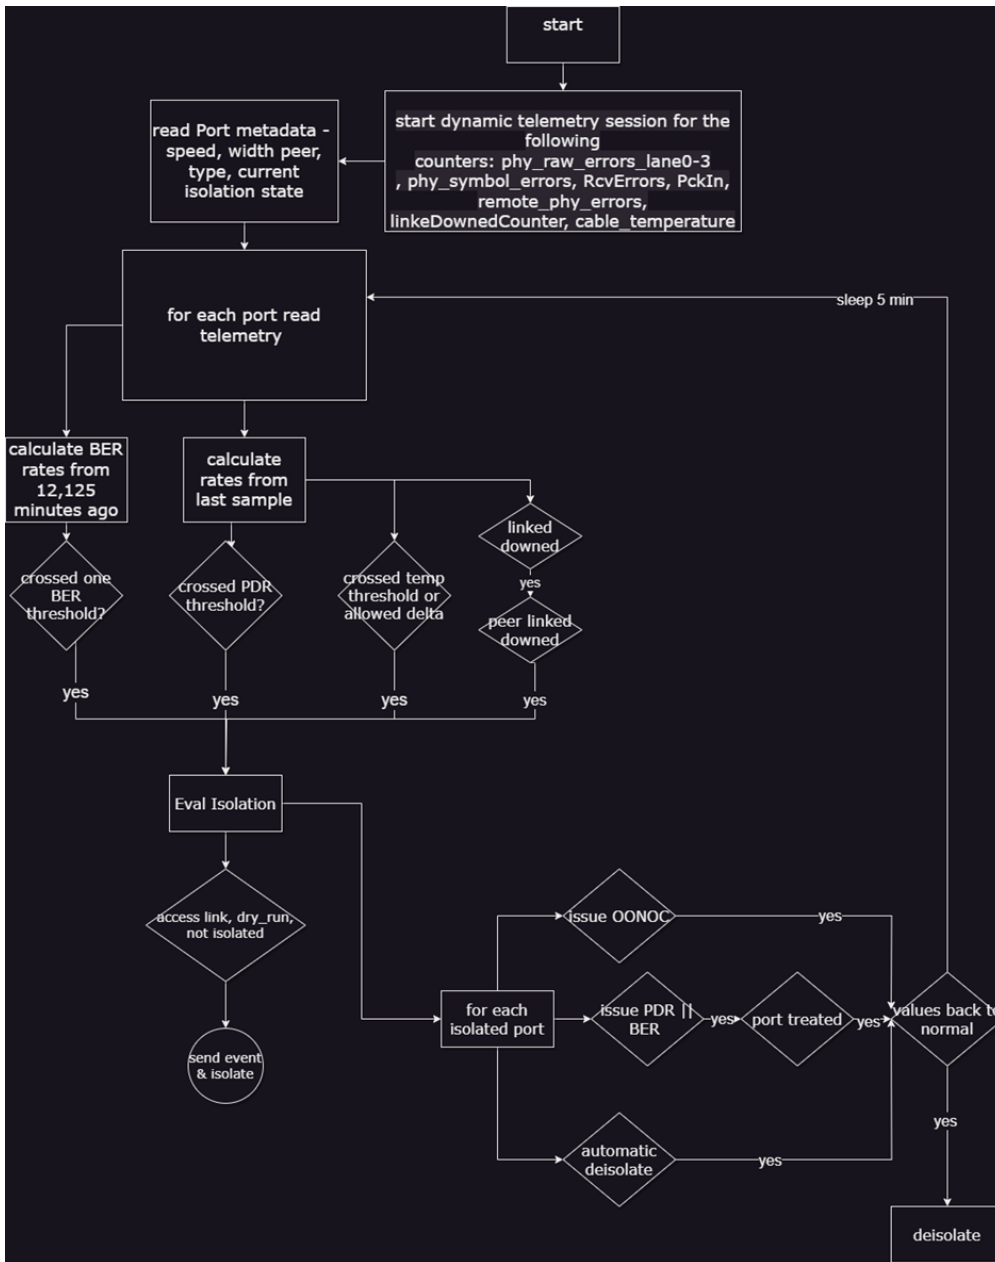 start
start dynamic telemetry session for the
following
counters: phy_raw_errors_lane0-3
, phy_symbol_errors, RcvErrors, PckIn,
remote_phy_errors,
linkeDownedCounter, cable_temperature
read Port metadata -
speed, width peer,
type, current
isolation state
for each port read
telemetry
sleep 5 min
calculate BER
rates from
12,125
minutes ago
calculate
rates from
last sample
linked
downed
yes
peer linked
downed
crossed one
BER
threshold?
crossed PDR
threshold?
crossed temp
threshold or
allowed delta
yes
yes
yes
yes
Eval Isolation
access link, dry_run,
not isolated
send event
& isolate
for each
isolated port
issue OONOC
yes
issue PDR ||
BER
yes
port treated
yes
values back to
normal
automatic
deisolate
yes
yes
deisolate